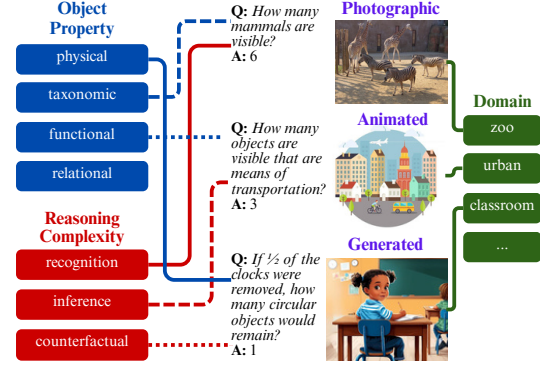 Object
Property
physical
taxonomic
functional
relational
Reasoning
Complexity
recognition
inference
counterfactual
Q: How many
mammals are
visible?
A: 6
Q: How many
objects are
visible that are
means of
transportation?
A: 3
Q: If ½ of the
clocks were
removed, how
many circular
objects would
remain?
A: 1
Photographic
Animated
Generated
Domain
zoo
urban
classroom
...